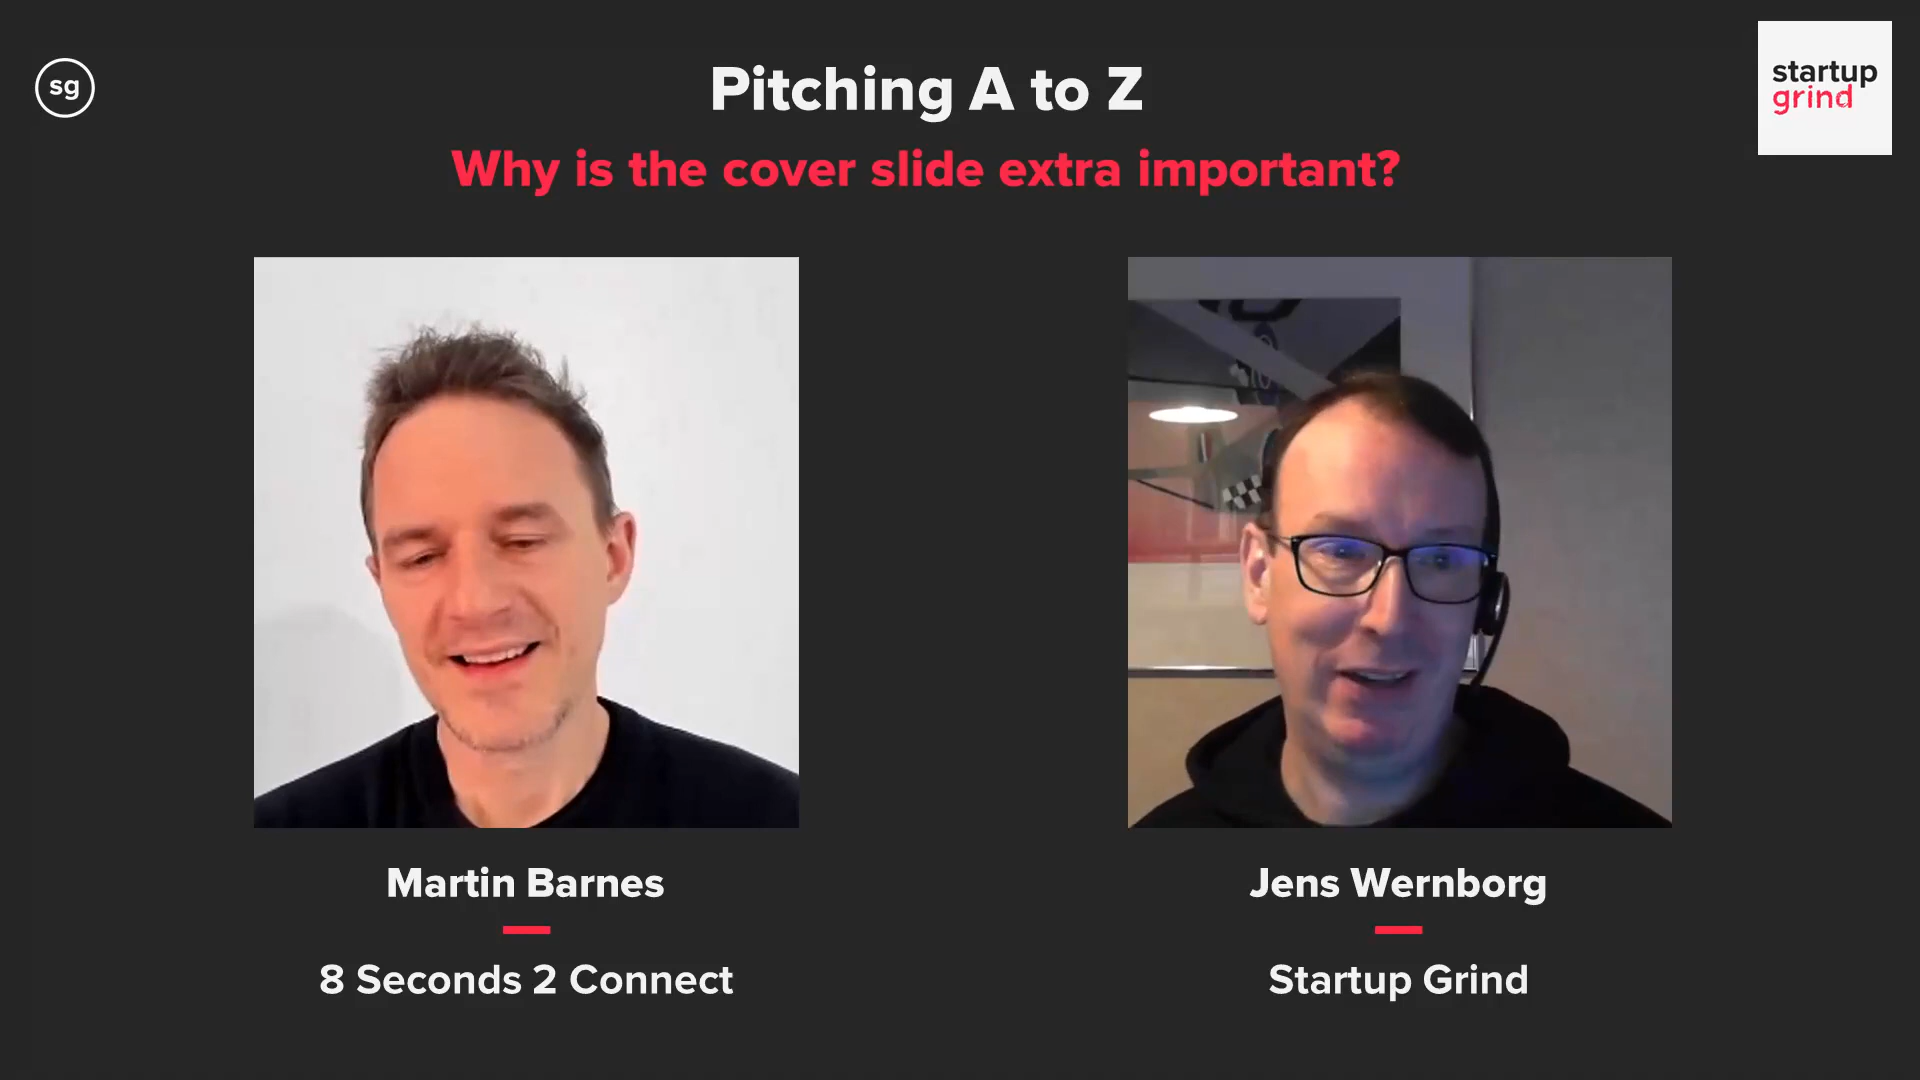 sg
Pitching A to Z
startup
grind
Why is the cover slide extra important?
Martin Barnes
Jens Wernborg
8 Seconds 2 Connect
Startup Grind